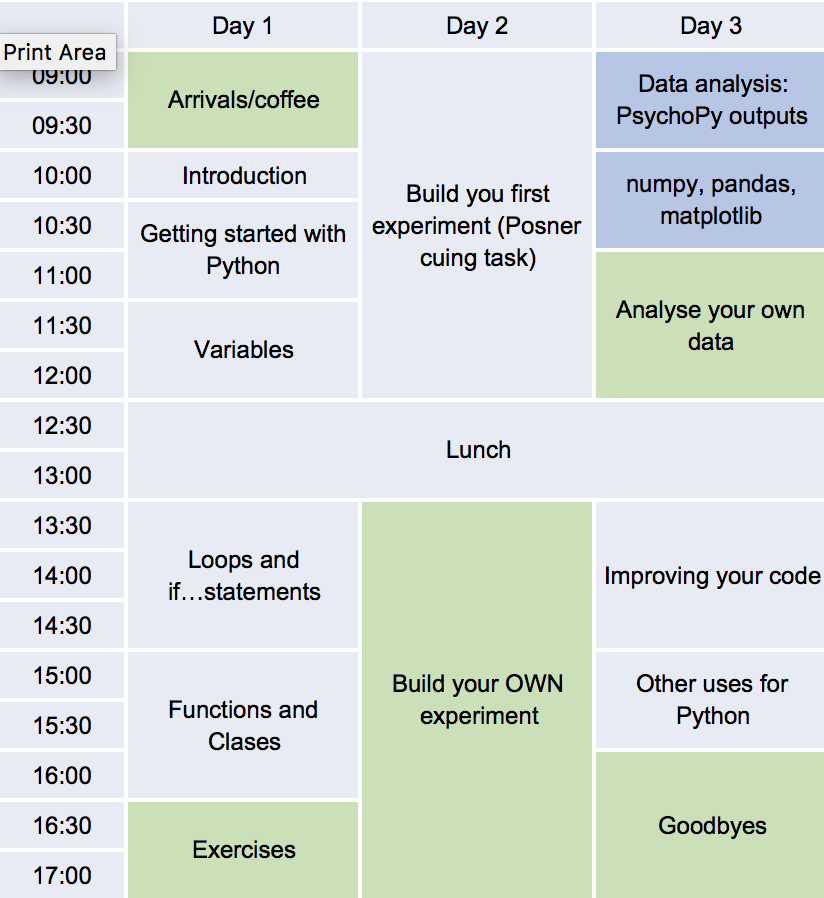 Day 1 Day 2 Day 3
Print Area
09:00
Arrivals/coffee
Data analysis:
PsychoPy outputs
09:30
10:00
Introduction
Build you first
experiment (Posner
cuing task)
numpy, pandas,
matplotlib
10:30
Getting started with
Python
11:00
Analyse your own
data
11:30
Variables
12:00
12:30
Lunch
13:00
13:30
Loops and
if…statements
14:00
Improving your code
14:30
15:00
Build your OWN
experiment
Other uses for
Python
15:30
Functions and
Clases
16:00
16:30
Exercises
Goodbyes
17:00